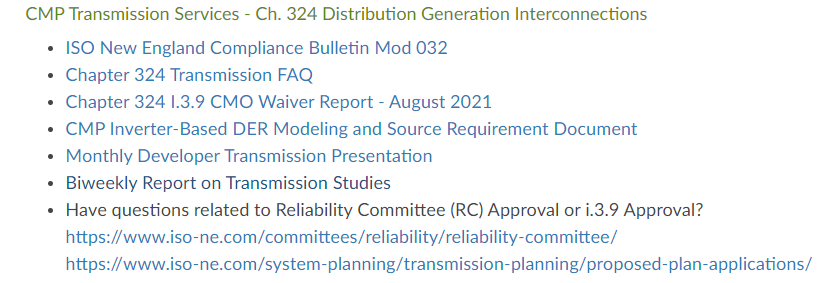 CMP Transmission Services - Ch. 324 Distribution Generation Interconnections
• ISO New England Compliance Bulletin Mod 032
• Chapter 324 Transmission FAQ
• Chapter 324 I.3.9 CMO Waiver Report - August 2021
• CMP Inverter-Based DER Modeling and Source Requirement Document
• Monthly Developer Transmission Presentation
• Biweekly Report on Transmission Studies
• Have questions related to Reliability Committee (RC) Approval or i.3.9 Approval?
https://www.iso-ne.com/committees/reliability/reliability-committee/
https://www.iso-ne.com/system-planning/transmission-planning/proposed-plan-applications/